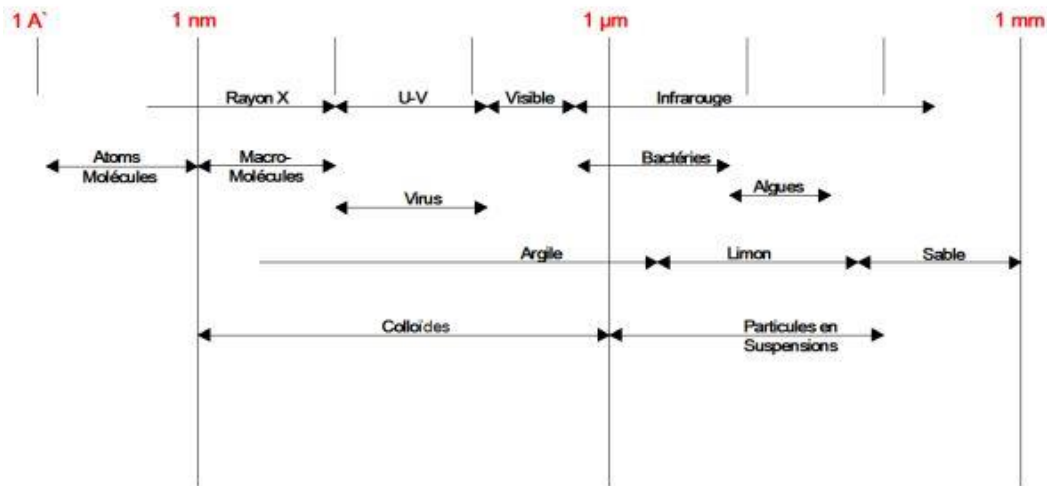 1 A` 1 nm 1 µm 1 mm
Rayon X U-V Visible Infrarouge
Atoms
Molécules
Macro-
Molécules
Bactéries
Algues
Virus
Argile Limon Sable
Colloïdes
Particules en
Suspensions